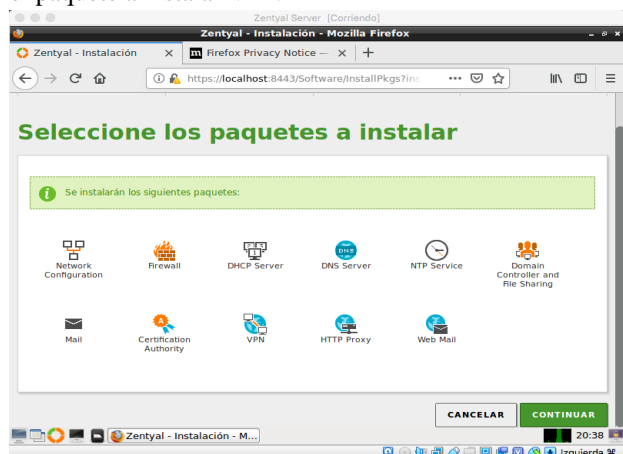 Zentyal Server [Corriendo]
Zentyal - Instalación - Mozilla Firefox
Zentyal - Instalación
Firefox Privacy Notice —
https://localhost:8443/Software/InstallPkgs?ins
Seleccione los paquetes a instalar
Se instalarán los siguientes paquetes:
Network Configuration
Firewall
DHCP Server
DNS Server
NTP Service
Domain Controller and File Sharing
Mail
Certification Authority
VPN
HTTP Proxy
Web Mail
CANCELAR
CONTINUAR
Zentyal - Instalación - M...
20:38
Izquierda ⌘